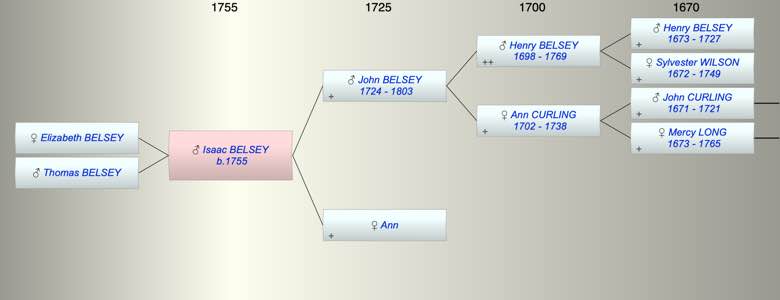 1755 1725 1700 1670
♂ Henry BELSEY
1673 - 1727
+
♂ Henry BELSEY
1698 - 1769
++
♀ Sylvester WILSON
1672 - 1749
+
♂ John BELSEY
1724 - 1803
+
♂ John CURLING
1671 - 1721
+
♀ Ann CURLING
1702 - 1738
+
♀ Mercy LONG
1673 - 1765
+
♀ Elizabeth BELSEY
♂ Isaac BELSEY
b.1755
♂ Thomas BELSEY
♀ Ann
+